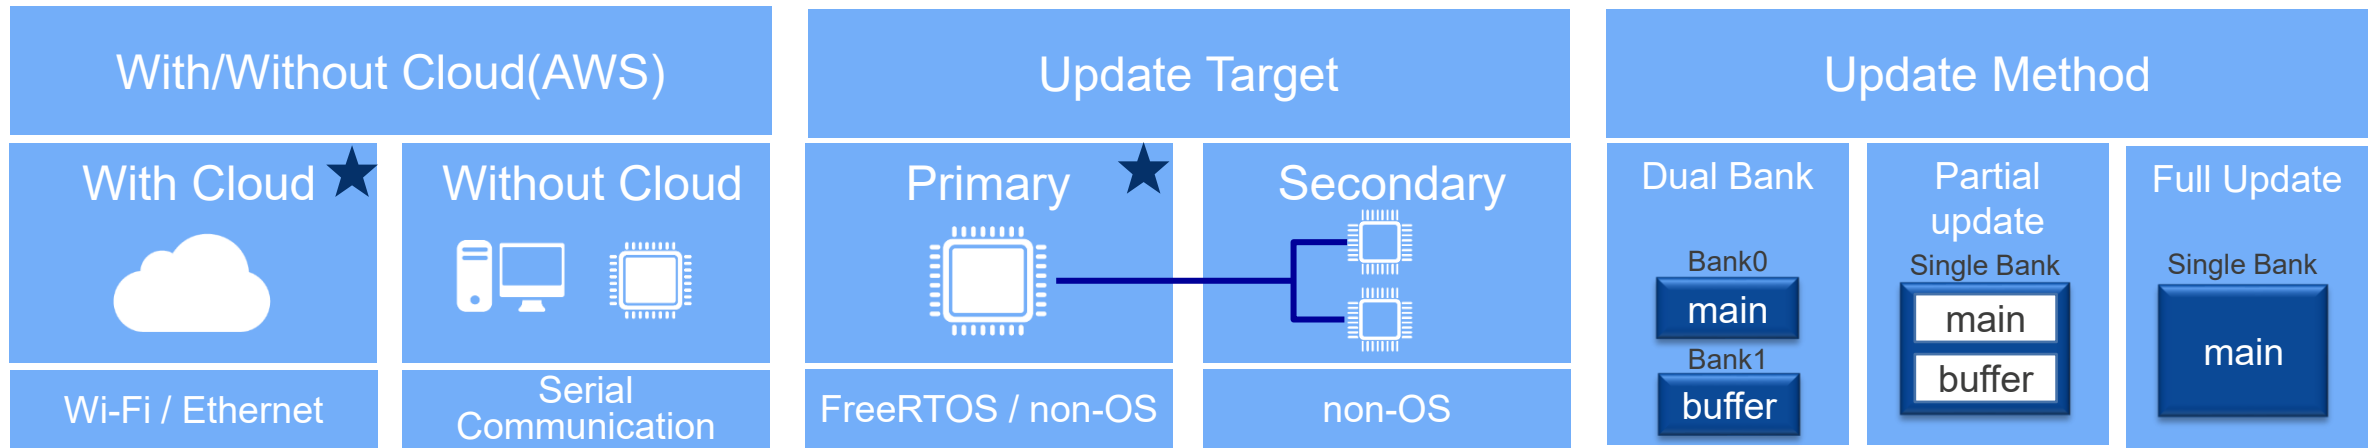 With/Without Cloud(AWS)
With Cloud
Without Cloud
Wi-Fi / Ethernet
Serial
Communication
Update Target
Primary
Secondary
FreeRTOS / non-OS
non-OS
Update Method
Dual Bank
Bank0
main
Bank1
buffer
Partial
update
Single Bank
main
buffer
Full Update
Single Bank
main